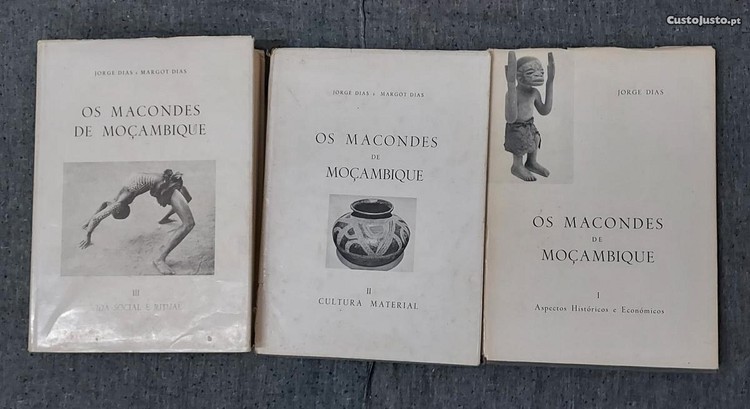 CustoJusto.pt
JORGE DIAS e MARGOT DIAS
OS MACONDES
DE MOÇAMBIQUE
III
VIDA SOCIAL E RITUAL
JORGE DIAS e MARGOT DIAS
OS MACONDES
DE
MOÇAMBIQUE
II
CULTURA MATERIAL
JORGE DIAS
OS MACONDES
DE
MOÇAMBIQUE
I
Aspectos Históricos e Económicos